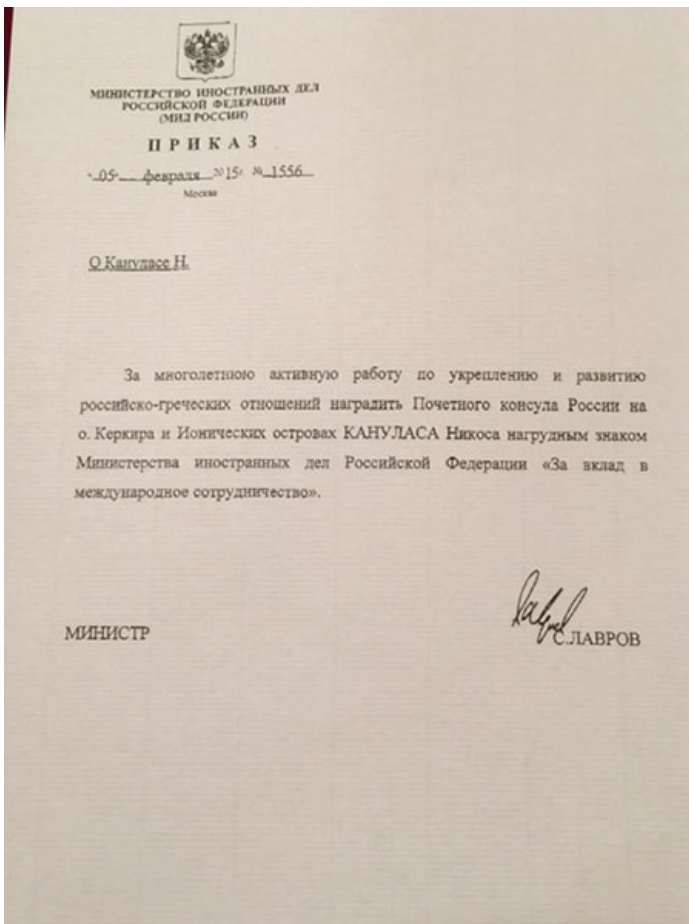 МИНИСТЕРСТВО ИНОСТРАННЫХ ДЕЛ
РОССИЙСКОЙ ФЕДЕРАЦИИ
(МИД РОССИИ)
ПРИКАЗ
"05" февраля 2015г. № 1556
Москва
О Кануласе Н.
За многолетнюю активную работу по укреплению и развитию
российско-греческих отношений наградить Почетного консула России на
о. Керкира и Ионических островах КАНУЛАСА Никоса нагрудным знаком
Министерства иностранных дел Российской Федерации «За вклад в
международное сотрудничество».
МИНИСТР С.ЛАВРОВ